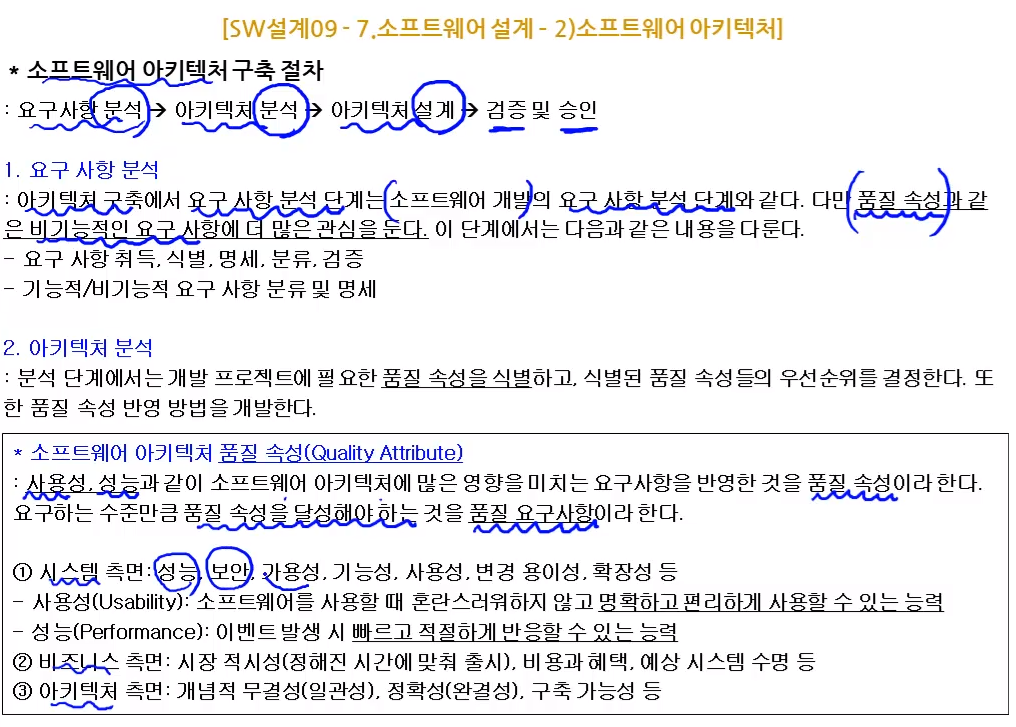 [SW설계09 - 7.소프트웨어 설계 - 2)소프트웨어 아키텍처]
* 소프트웨어 아키텍처 구축 절차
: 요구사항 분석 → 아키텍처 분석 → 아키텍처 설계 → 검증 및 승인
1. 요구 사항 분석
: 아키텍처 구축에서 요구 사항 분석 단계는 소프트웨어 개발의 요구 사항 분석 단계와 같다. 다만 품질 속성과 같
은 비기능적인 요구 사항에 더 많은 관심을 둔다. 이 단계에서는 다음과 같은 내용을 다룬다.
- 요구 사항 취득, 식별, 명세, 분류, 검증
- 기능적/비기능적 요구 사항 분류 및 명세
2. 아키텍처 분석
: 분석 단계에서는 개발 프로젝트에 필요한 품질 속성을 식별하고, 식별된 품질 속성들의 우선순위를 결정한다. 또
한 품질 속성 반영 방법을 개발한다.
* 소프트웨어 아키텍처 품질 속성(Quality Attribute)
: 사용성, 성능과 같이 소프트웨어 아키텍처에 많은 영향을 미치는 요구사항을 반영한 것을 품질 속성이라 한다.
요구하는 수준만큼 품질 속성을 달성해야 하는 것을 품질 요구사항이라 한다.
① 시스템 측면: 성능, 보안, 가용성, 기능성, 사용성, 변경 용이성, 확장성 등
- 사용성(Usability): 소프트웨어를 사용할 때 혼란스러워하지 않고 명확하고 편리하게 사용할 수 있는 능력
- 성능(Performance): 이벤트 발생 시 빠르고 적절하게 반응할 수 있는 능력
② 비즈니스 측면: 시장 적시성(정해진 시간에 맞춰 출시), 비용과 혜택, 예상 시스템 수명 등
③ 아키텍처 측면: 개념적 무결성(일관성), 정확성(완결성), 구축 가능성 등